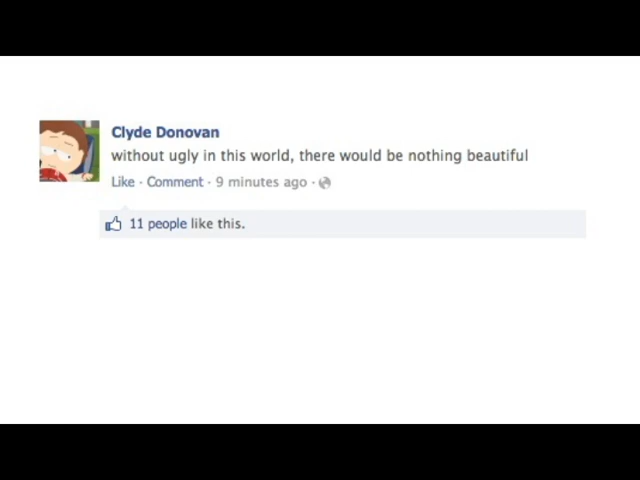 Clyde Donovan
without ugly in this world, there would be nothing beautiful
Like · Comment · 9 minutes ago ·
11 people like this.